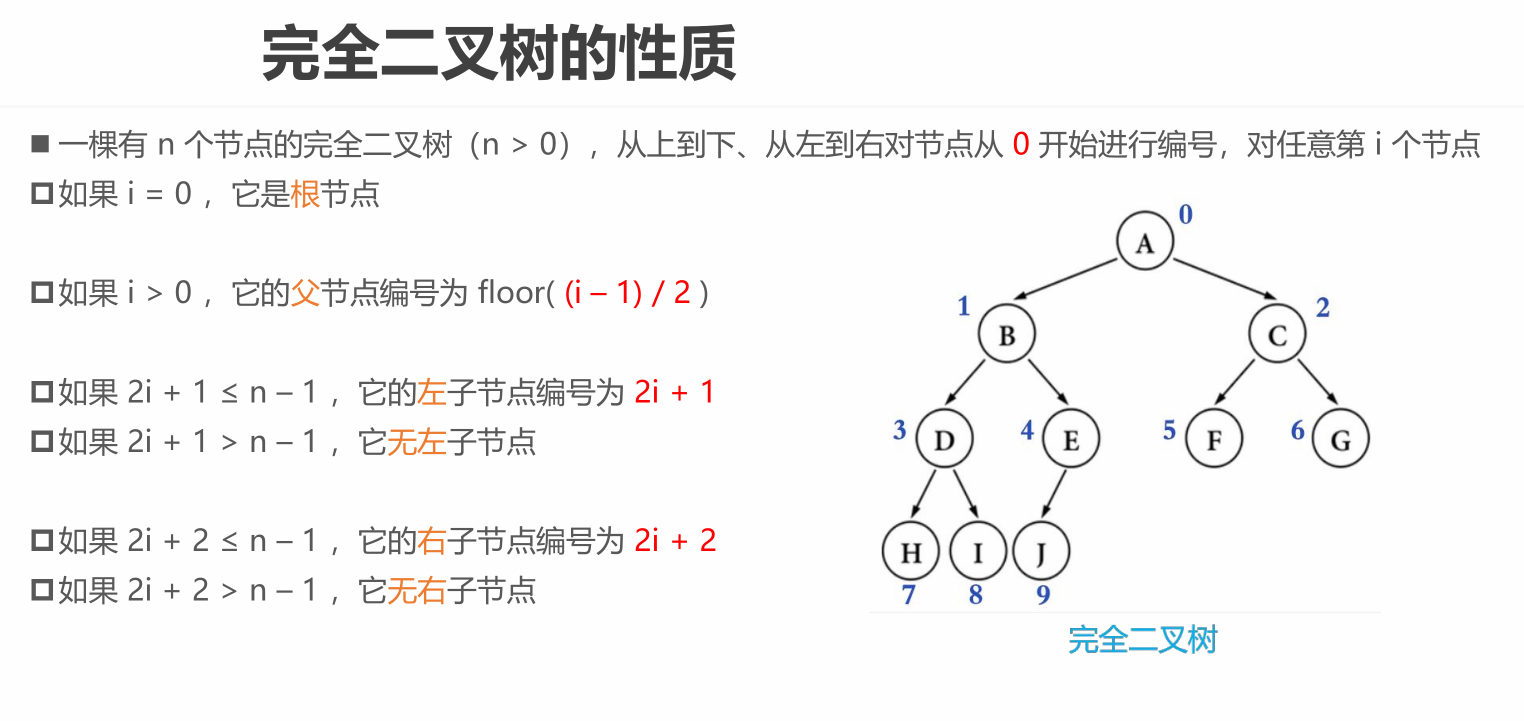 完全二叉树的性质
■ 一棵有 n 个节点的完全二叉树（n > 0），从上到下、从左到右对节点从 0 开始进行编号，对任意第 i 个节点
如果 i = 0 ，它是根节点
如果 i > 0 ，它的父节点编号为 floor( (i – 1) / 2 )
如果 2i + 1 ≤ n – 1 ，它的左子节点编号为 2i + 1
如果 2i + 1 > n – 1 ，它无左子节点
如果 2i + 2 ≤ n – 1 ，它的右子节点编号为 2i + 2
如果 2i + 2 > n – 1 ，它无右子节点
0
A
1 B C 2
3 D 4 E 5 F 6 G
H I J
7 8 9
完全二叉树